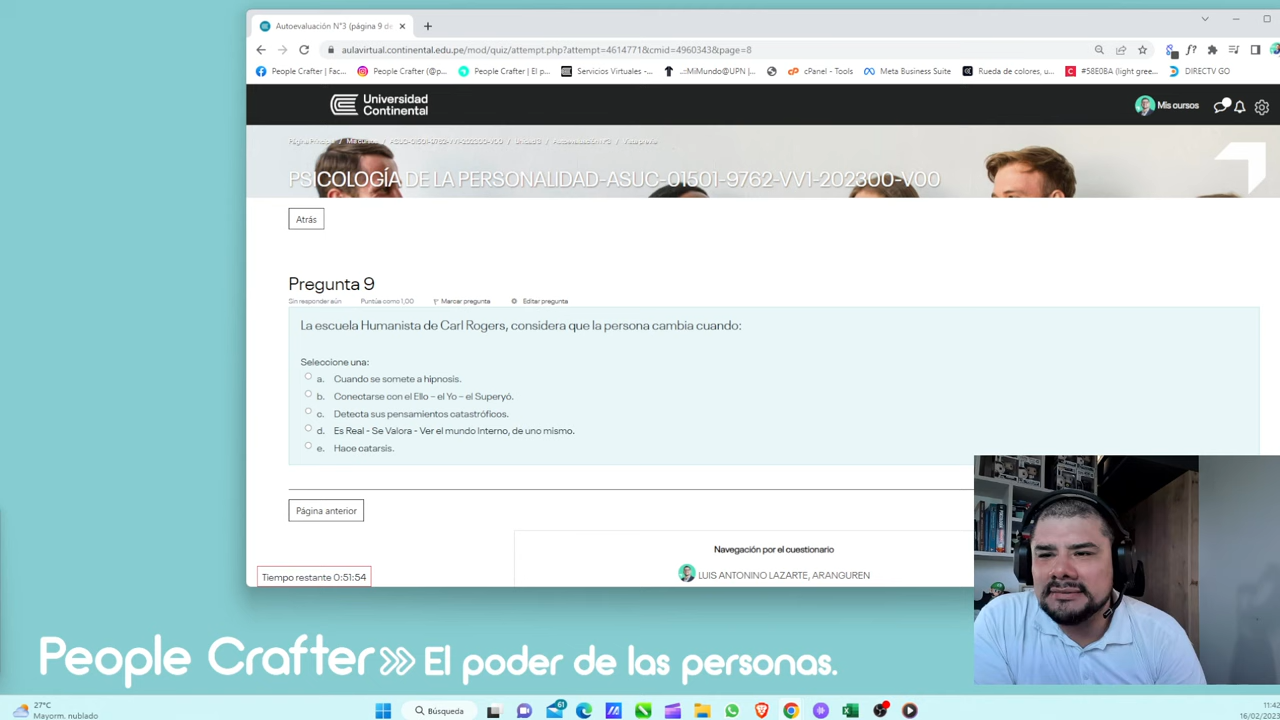 Autoevaluación N°3 (página 9 de
aulavirtual.continental.edu.pe/mod/quiz/attempt.php?attempt=4614771&cmid=4960343&page=8
People Crafter | Fac...
People Crafter (@p...
People Crafter | El p...
Servicios Virtuales -...
..:MiMundo@UPN |...
cPanel - Tools
Meta Business Suite
Rueda de colores, u...
#58E0BA (light gree...
DIRECTV GO
Universidad
Continental
Mis cursos
PSICOLOGÍA DE LA PERSONALIDAD-ASUC-01501-9762-VV1-202300-V00
Atrás
Pregunta 9
Sin responder aún
Puntúa como 1,00
Marcar pregunta
Editar pregunta
La escuela Humanista de Carl Rogers, considera que la persona cambia cuando:
Seleccione una:
a. Cuando se somete a hipnosis.
b. Conectarse con el Ello – el Yo – el Superyó.
c. Detecta sus pensamientos catastróficos.
d. Es Real - Se Valora - Ver el mundo Interno, de uno mismo.
e. Hace catarsis.
Página anterior
Navegación por el cuestionario
LUIS ANTONINO LAZARTE, ARANGUREN
Tiempo restante 0:51:54
People Crafter » El poder de las personas.
27°C
Mayorm. nublado
Búsqueda
61
11:42
16/02/2023